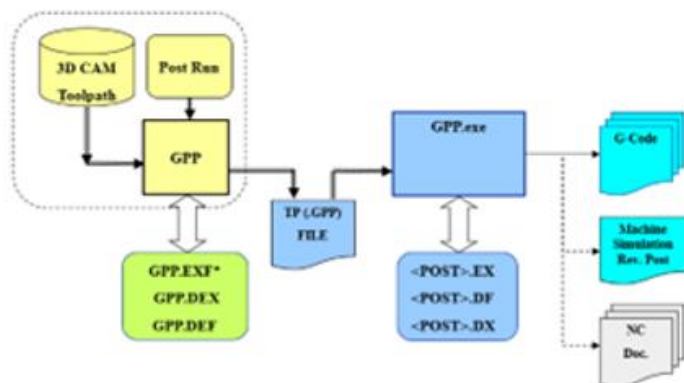 3D CAM
Toolpath
Post Run
GPP
GPP.exe
G-Code
TP (.GPP)
FILE
Machine
Simulation
Rev. Post
GPP.EXF*
GPP.DEX
GPP.DEF
<POST>.EX
<POST>.DF
<POST>.DX
NC
Doc.